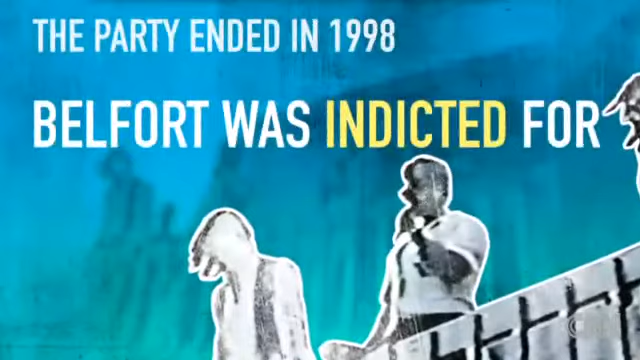 THE PARTY ENDED IN 1998
BELFORT WAS INDICTED FOR